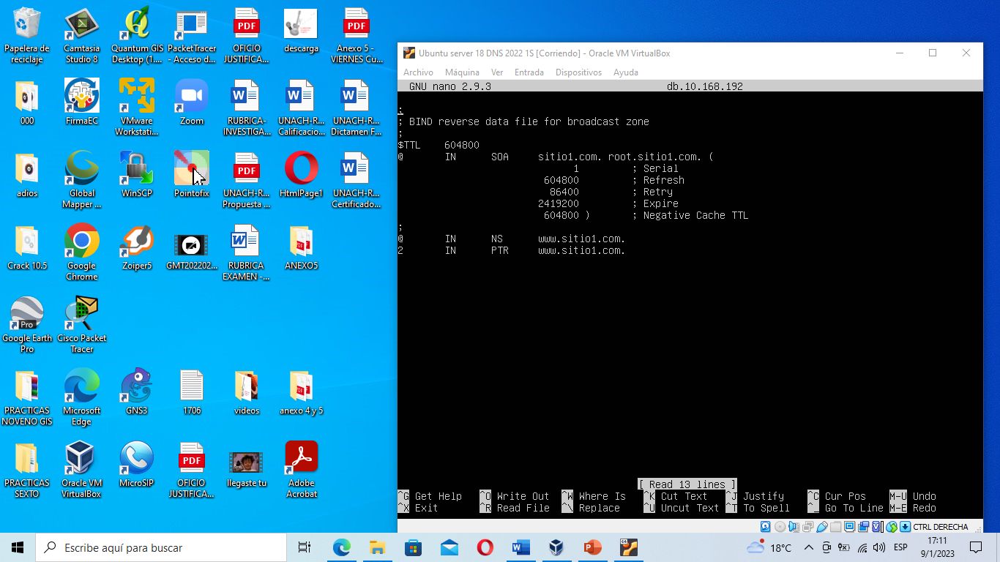 Papelera de
reciclaje
Camtasia
Studio 8
Quantum GIS
Desktop (1....
PacketTracer
- Acceso d...
PDF
OFICIO
JUSTIFICA...
descarga
PDF
Anexo 5 -
VIERNES Cu...
000
FirmaEC
VMware
Workstati...
Zoom
RUBRICA-
INVESTIGA...
UNACH-R...
Calificacio...
UNACH-R...
Dictamen F...
adios
Global
Mapper ...
WinSCP
Pointofix
PDF
UNACH-R...
Propuesta ...
HtmlPage1
UNACH-R...
Certificado...
Crack 10.5
Google
Chrome
Zoiper5
GMT202202...
RUBRICA
EXAMEN -...
ANEXO5
Pro
Google Earth
Pro
Cisco Packet
Tracer
PRACTICAS
NOVENO GIS
Microsoft
Edge
GNS3
1706
videos
anexo 4 y 5
PRACTICAS
SEXTO
Oracle VM
VirtualBox
MicroSIP
PDF
OFICIO
JUSTIFICA...
llegaste tu
Adobe
Acrobat
Ubuntu server 18 DNS 2022 1S [Corriendo] - Oracle VM VirtualBox
Archivo Máquina Ver Entrada Dispositivos Ayuda
GNU nano 2.9.3 db.10.168.192
;
; BIND reverse data file for broadcast zone
;
$TTL 604800
@ IN SOA sitio1.com. root.sitio1.com. (
1 ; Serial
604800 ; Refresh
86400 ; Retry
2419200 ; Expire
604800 ) ; Negative Cache TTL
;
@ IN NS www.sitio1.com.
2 IN PTR www.sitio1.com.
[ Read 13 lines ]
^G Get Help ^O Write Out ^W Where Is ^K Cut Text ^J Justify ^C Cur Pos M-U Undo
^X Exit ^R Read File ^\ Replace ^U Uncut Text ^T To Spell ^_ Go To Line M-E Redo
CTRL DERECHA
Escribe aquí para buscar
18°C
ESP
17:11
9/1/2023